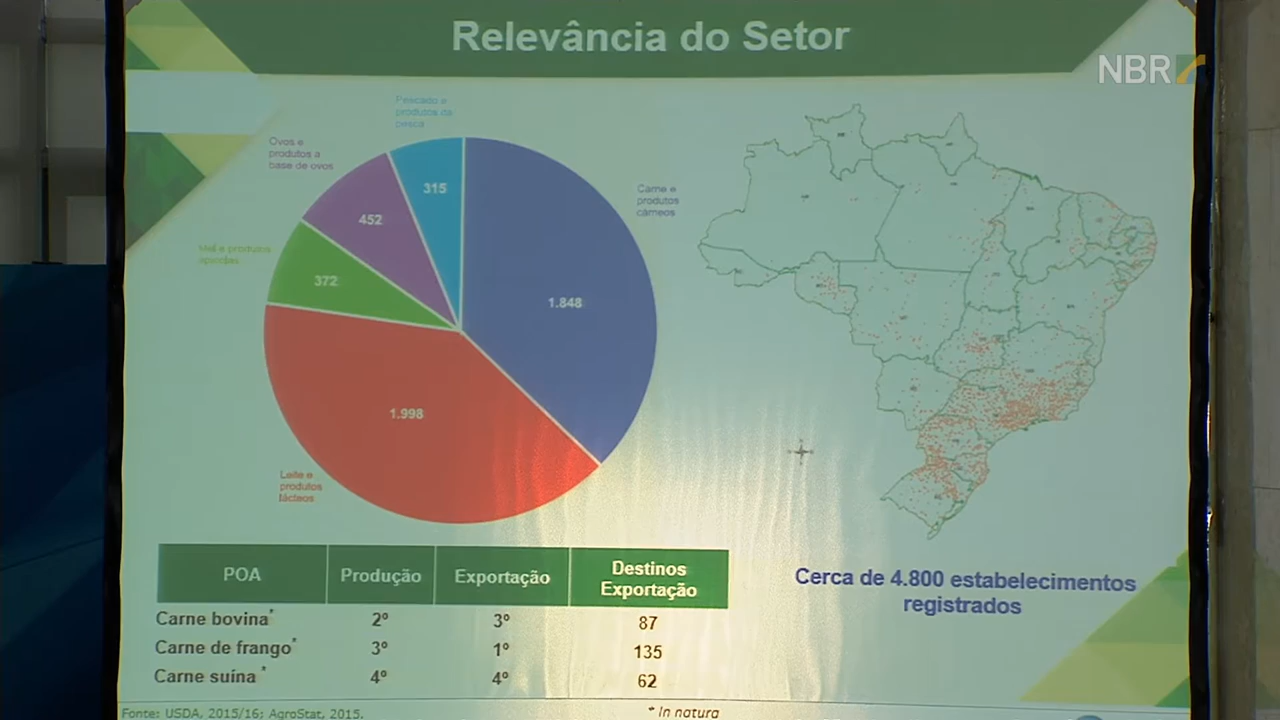 Relevância do Setor
NBR
Pescado e
produtos da
pesca
Ovos e
produtos a
base de ovos
Carne e
produtos
cárneos
Mel e produtos
apícolas
Leite e
produtos
lácteos
315
452
372
1.848
1.998
POA Produção Exportação Destinos
Exportação
Carne bovina* 2º 3º 87
Carne de frango* 3º 1º 135
Carne suína * 4º 4º 62
Cerca de 4.800 estabelecimentos
registrados
Fonte: USDA, 2015/16; AgroStat, 2015.
* In natura